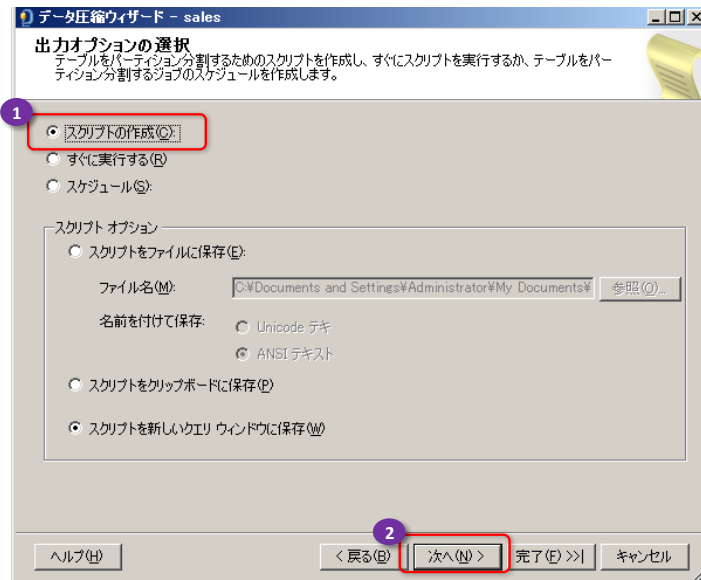 データ圧縮ウィザード - sales
出力オプションの選択
テーブルをパーティション分割するためのスクリプトを作成し、すぐにスクリプトを実行するか、テーブルをパー
ティション分割するジョブのスケジュールを作成します。
1
スクリプトの作成(C):
すぐに実行する(R)
スケジュール(S):
スクリプト オプション
スクリプトをファイルに保存(E):
ファイル名(M): C:¥Documents and Settings¥Administrator¥My Documents¥ 参照(O)...
名前を付けて保存: Unicode テキ
ANSI テキスト
スクリプトをクリップボードに保存(P)
スクリプトを新しいクエリ ウィンドウに保存(W)
2
ヘルプ(H) < 戻る(B) 次へ(N) > 完了(F) >>| キャンセル